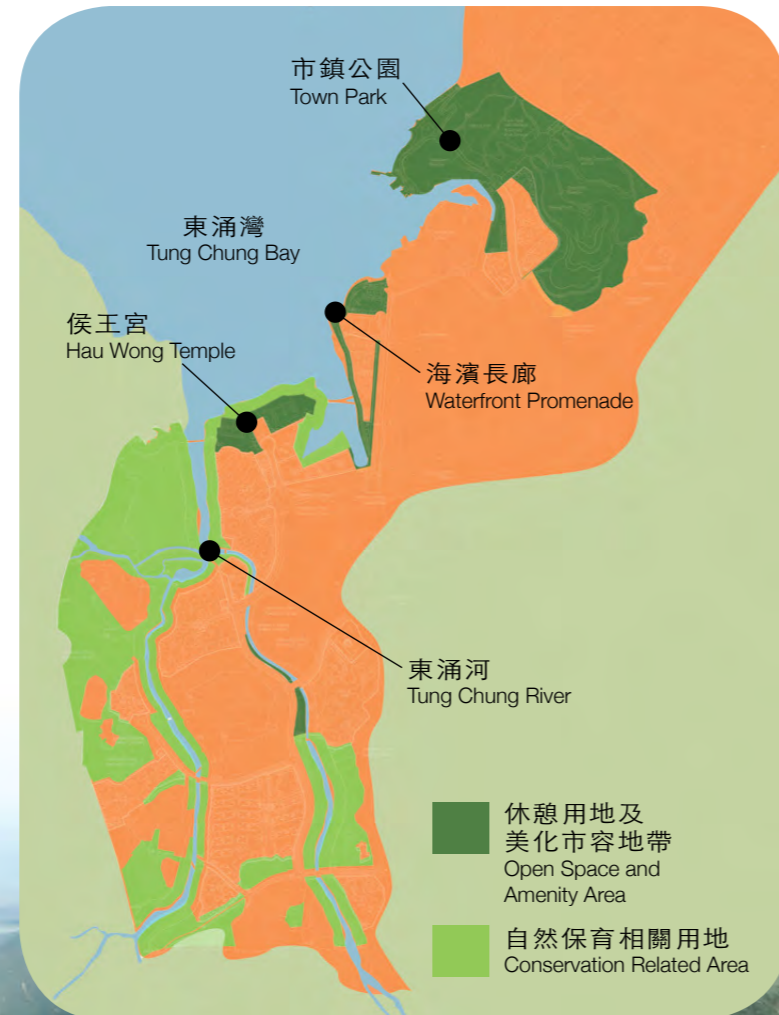 市鎮公園
Town Park
東涌灣
Tung Chung Bay
侯王宮
Hau Wong Temple
海濱長廊
Waterfront Promenade
東涌河
Tung Chung River
休憩用地及
美化市容地帶
Open Space and
Amenity Area
自然保育相關用地
Conservation Related Area